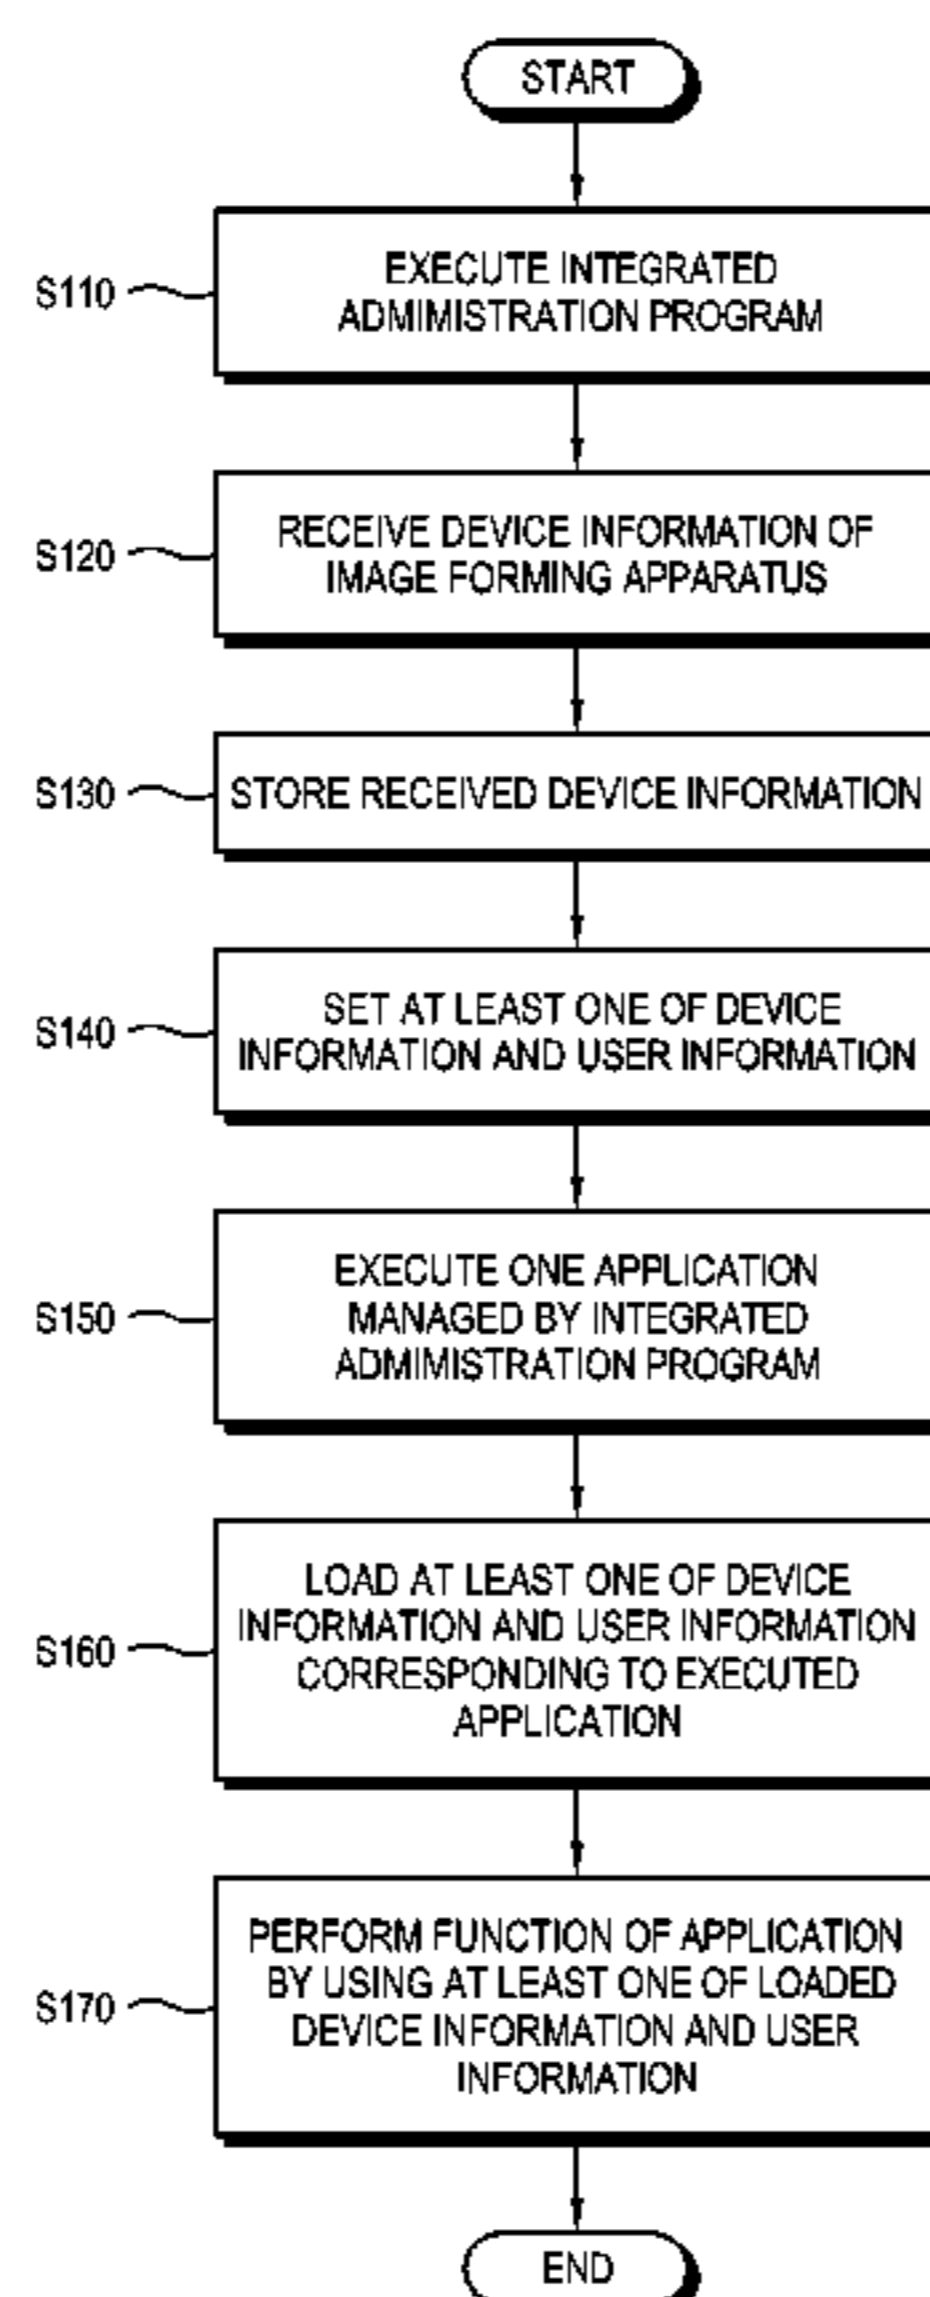 START
S110
EXECUTE INTEGRATED
ADMIMISTRATION PROGRAM
S120
RECEIVE DEVICE INFORMATION OF
IMAGE FORMING APPARATUS
S130
STORE RECEIVED DEVICE INFORMATION
S140
SET AT LEAST ONE OF DEVICE
INFORMATION AND USER INFORMATION
S150
EXECUTE ONE APPLICATION
MANAGED BY INTEGRATED
ADMIMISTRATION PROGRAM
S160
LOAD AT LEAST ONE OF DEVICE
INFORMATION AND USER INFORMATION
CORRESPONDING TO EXECUTED
APPLICATION
S170
PERFORM FUNCTION OF APPLICATION
BY USING AT LEAST ONE OF LOADED
DEVICE INFORMATION AND USER
INFORMATION
END